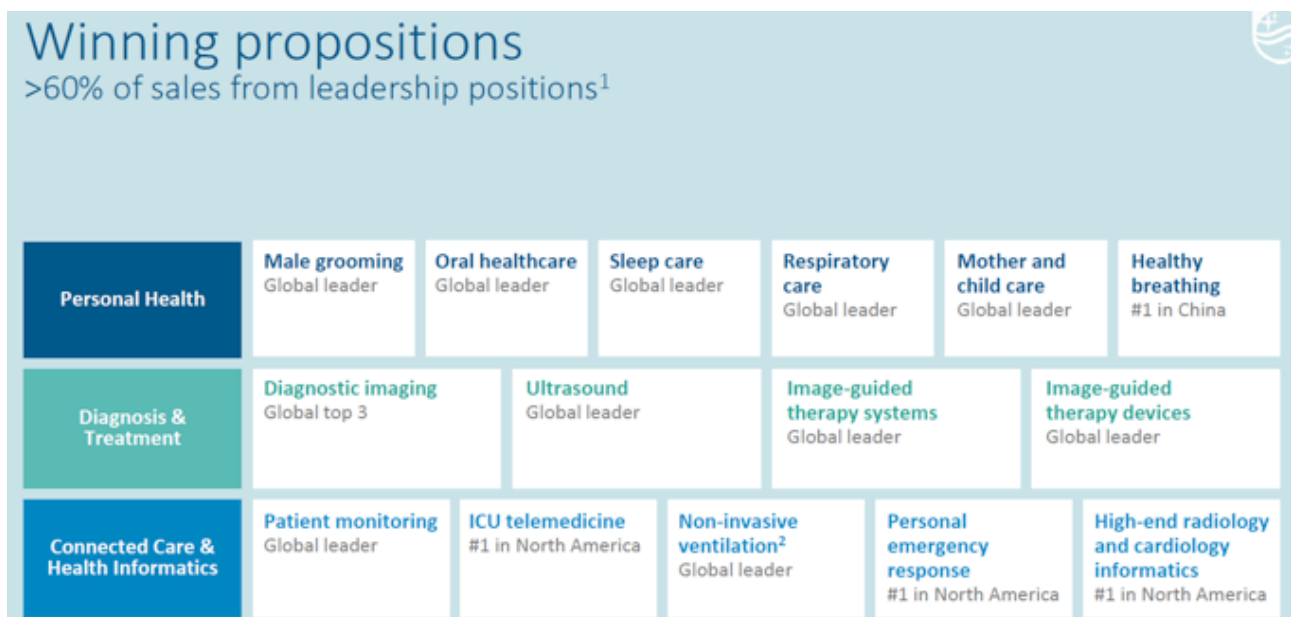 Winning propositions
>60% of sales from leadership positions¹
Personal Health
Male grooming
Global leader
Oral healthcare
Global leader
Sleep care
Global leader
Respiratory
care
Global leader
Mother and
child care
Global leader
Healthy
breathing
#1 in China
Diagnosis &
Treatment
Diagnostic imaging
Global top 3
Ultrasound
Global leader
Image-guided
therapy systems
Global leader
Image-guided
therapy devices
Global leader
Connected Care &
Health Informatics
Patient monitoring
Global leader
ICU telemedicine
#1 in North America
Non-invasive
ventilation²
Global leader
Personal
emergency
response
#1 in North America
High-end radiology
and cardiology
informatics
#1 in North America